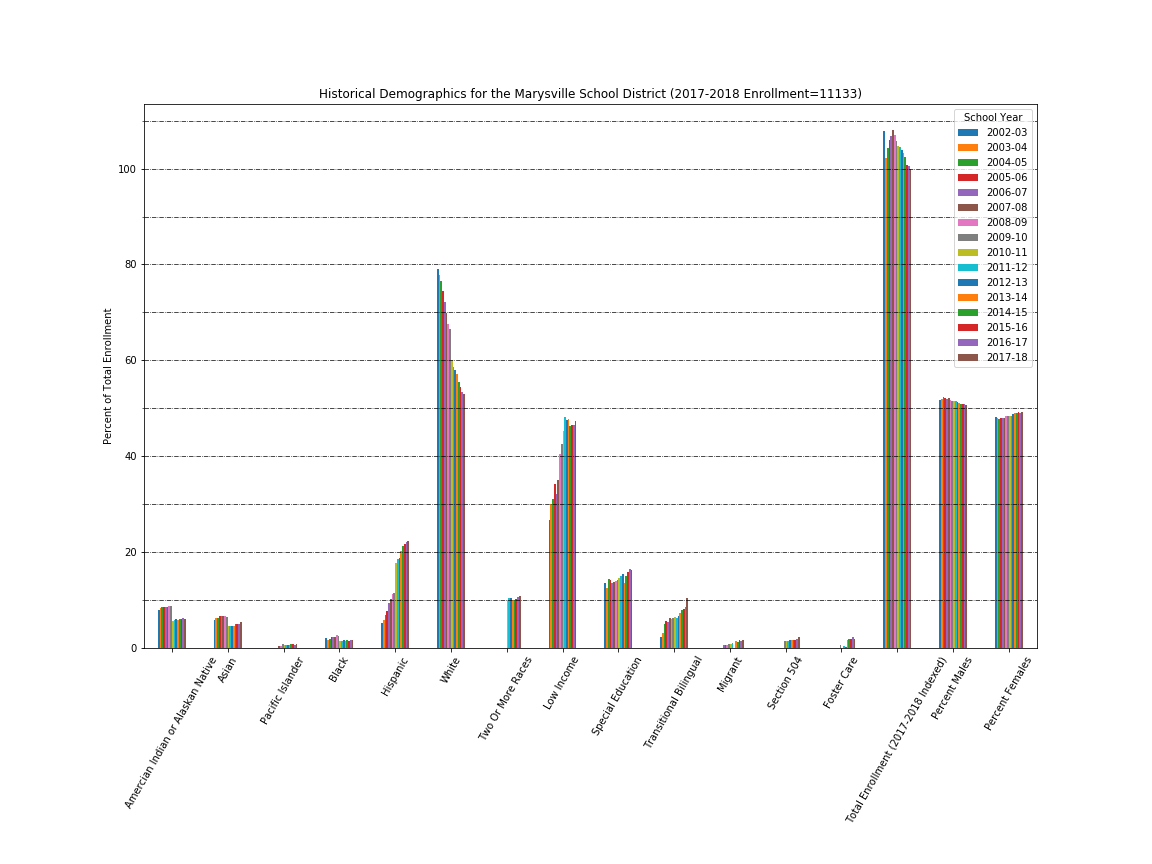 Historical Demographics for the Marysville School District (2017-2018 Enrollment=11133)
Percent of Total Enrollment
100
80
60
40
20
0
School Year
2002-03
2003-04
2004-05
2005-06
2006-07
2007-08
2008-09
2009-10
2010-11
2011-12
2012-13
2013-14
2014-15
2015-16
2016-17
2017-18
Amercian Indian or Alaskan Native
Asian
Pacific Islander
Black
Hispanic
White
Two Or More Races
Low Income
Special Education
Transitional Bilingual
Migrant
Section 504
Foster Care
Total Enrollment (2017-2018 Indexed)
Percent Males
Percent Females